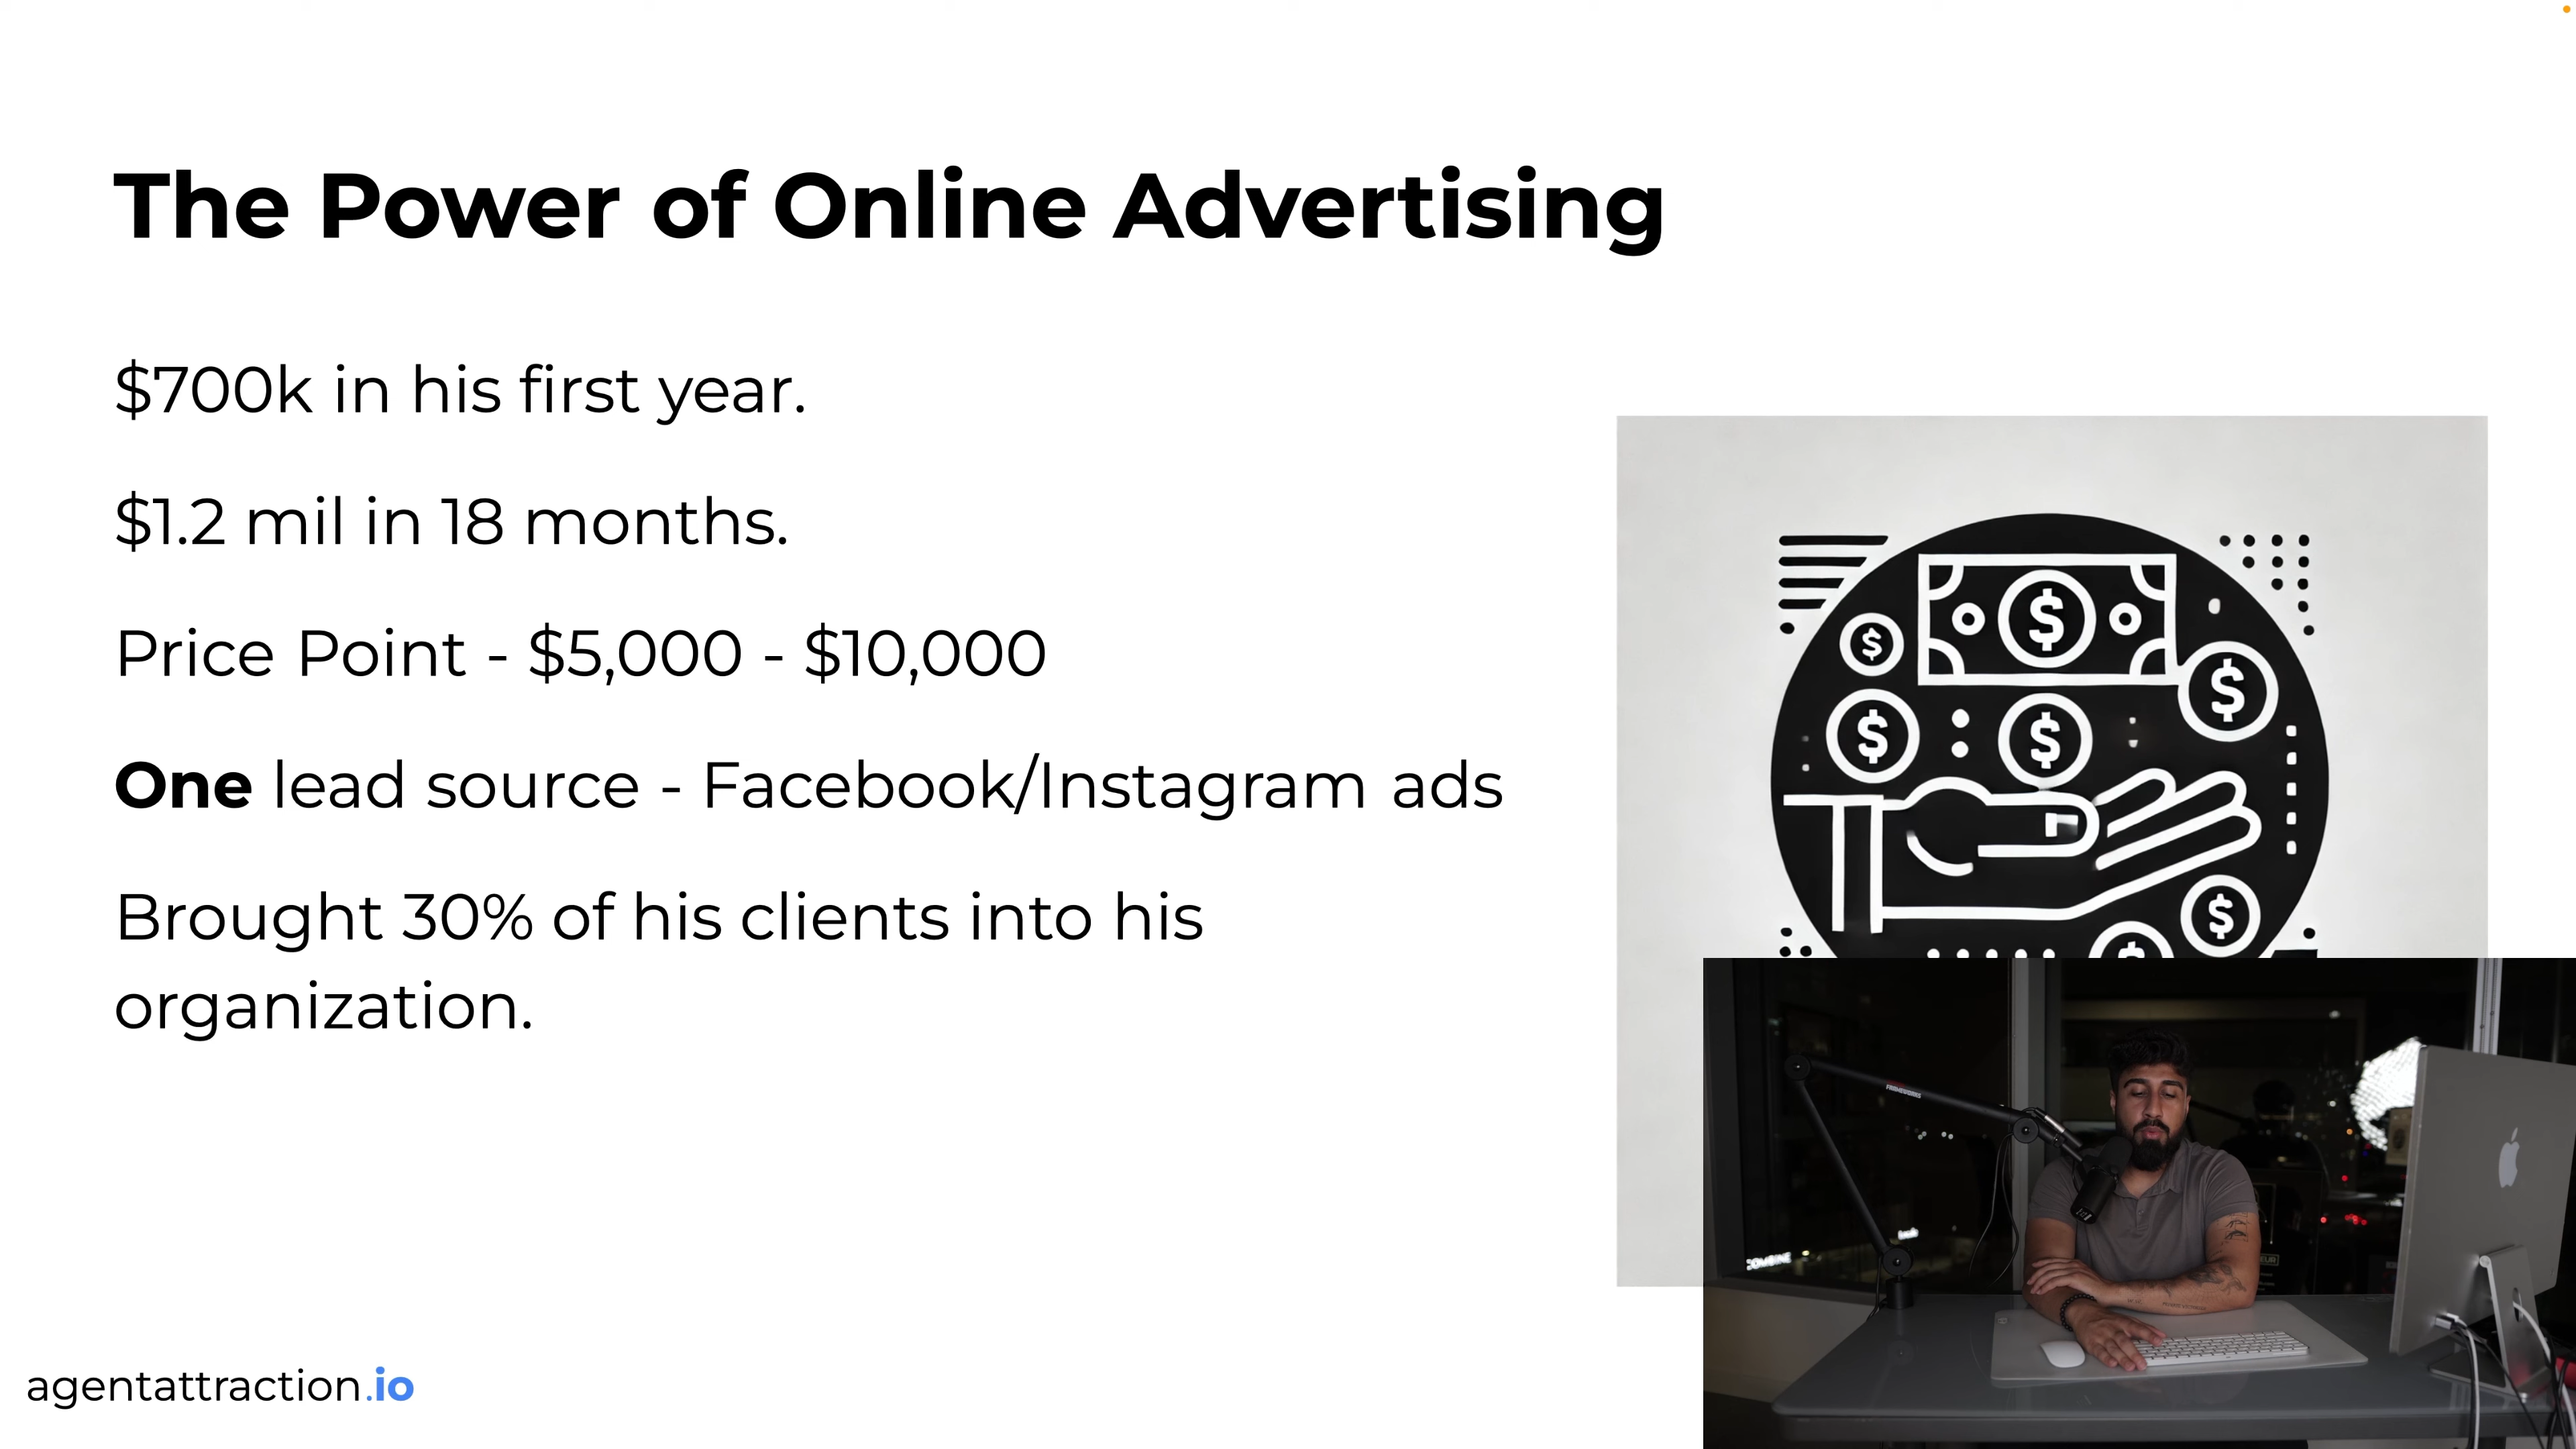 The Power of Online Advertising
$700k in his first year.
$1.2 mil in 18 months.
Price Point - $5,000 - $10,000
One lead source - Facebook/Instagram ads
Brought 30% of his clients into his
organization.
agentattraction.io